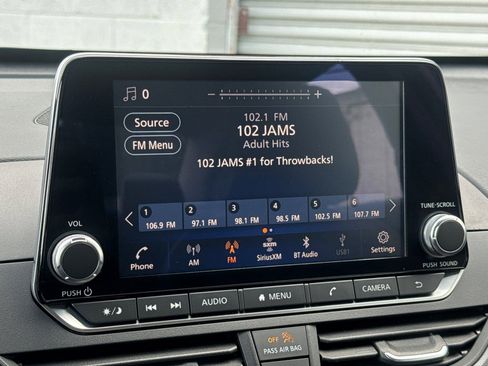 0 − +
102.1 FM
Source
102 JAMS
Adult Hits
FM Menu
102 JAMS #1 for Throwbacks!
1 2 3 4 5 6
106.9 FM 97.1 FM 98.1 FM 98.5 FM 102.5 FM 107.7 FM
VOL
TUNE·SCROLL
sxm
Phone AM FM SiriusXM BT Audio USB1 Settings
PUSH
PUSH SOUND
AUDIO MENU CAMERA
OFF
PASS AIR BAG